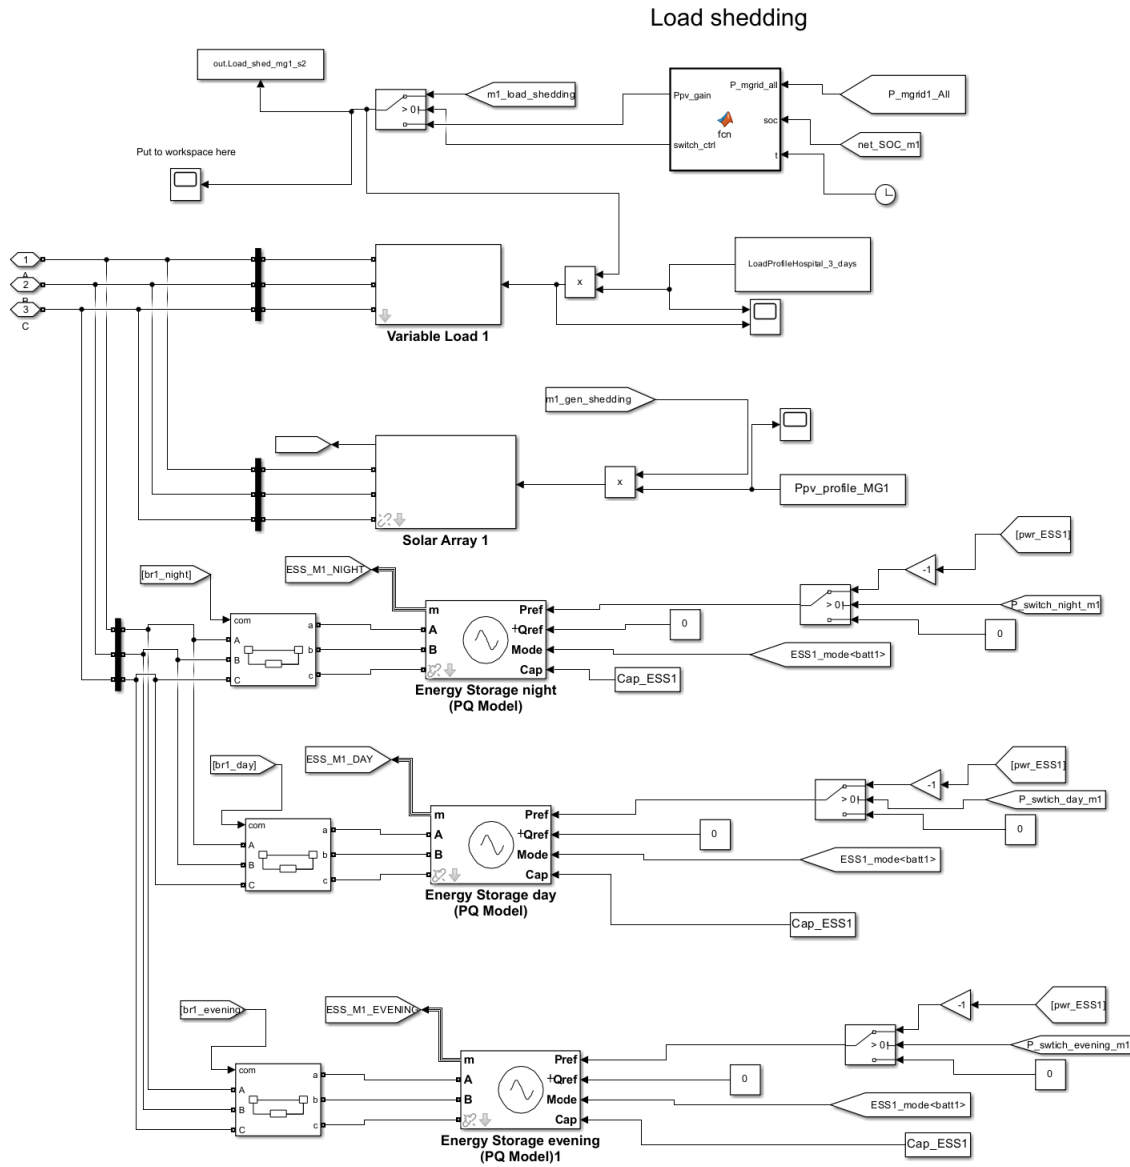 Load shedding
out.Load_shed_mg1_s2
m1_load_shedding
> 0
Ppv_gain
switch_ctrl
fcn
P_mgrid_all
soc
t
P_mgrid1_All
net_SOC_m1
Put to workspace here
1
A
2
B
3
C
Variable Load 1
x
LoadProfileHospital_3_days
m1_gen_shedding
Solar Array 1
x
Ppv_profile_MG1
[br1_night]
com
A
B
C
a
b
c
ESS_M1_NIGHT
m
A
B
Pref
+Qref
Mode
Cap
Energy Storage night
(PQ Model)
> 0
-1
[pwr_ESS1]
P_switch_night_m1
0
0
ESS1_mode<batt1>
Cap_ESS1
[br1_day]
com
A
B
C
a
b
c
ESS_M1_DAY
m
A
B
Pref
+Qref
Mode
Cap
Energy Storage day
(PQ Model)
> 0
-1
[pwr_ESS1]
P_swtich_day_m1
0
0
ESS1_mode<batt1>
Cap_ESS1
[br1_evening
com
A
B
C
a
b
c
ESS_M1_EVENING
m
A
B
Pref
+Qref
Mode
Cap
Energy Storage evening
(PQ Model)1
> 0
-1
[pwr_ESS1]
P_swtich_evening_m1
0
0
ESS1_mode<batt1>
Cap_ESS1